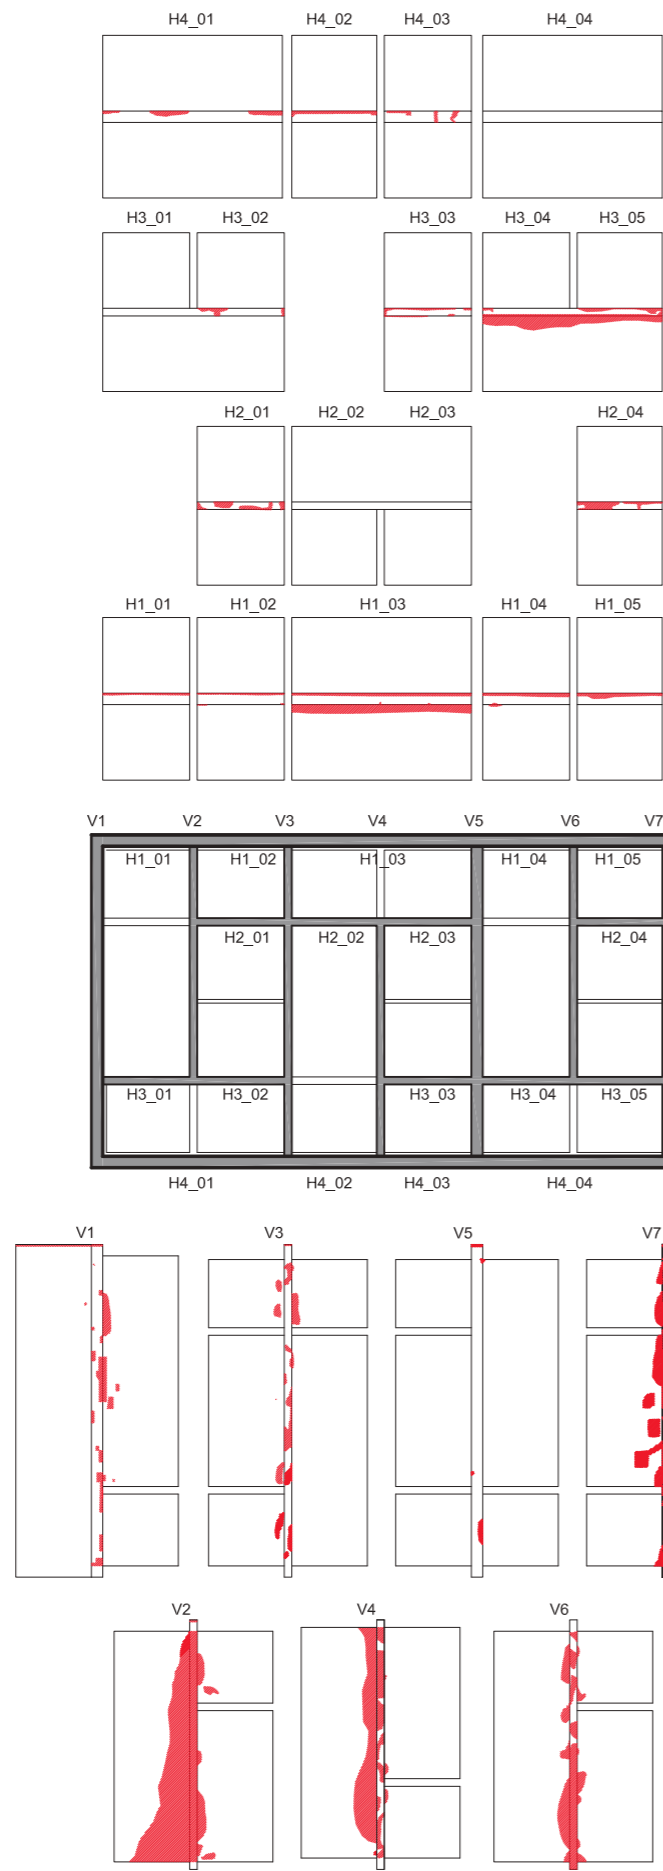 H4_01 H4_02 H4_03 H4_04
H3_01 H3_02 H3_03 H3_04 H3_05
H2_01 H2_02 H2_03 H2_04
H1_01 H1_02 H1_03 H1_04 H1_05
V1 V2 V3 V4 V5 V6 V7
H1_01 H1_02 H1_03 H1_04 H1_05
H2_01 H2_02 H2_03 H2_04
H3_01 H3_02 H3_03 H3_04 H3_05
H4_01 H4_02 H4_03 H4_04
V1 V3 V5 V7
V2 V4 V6